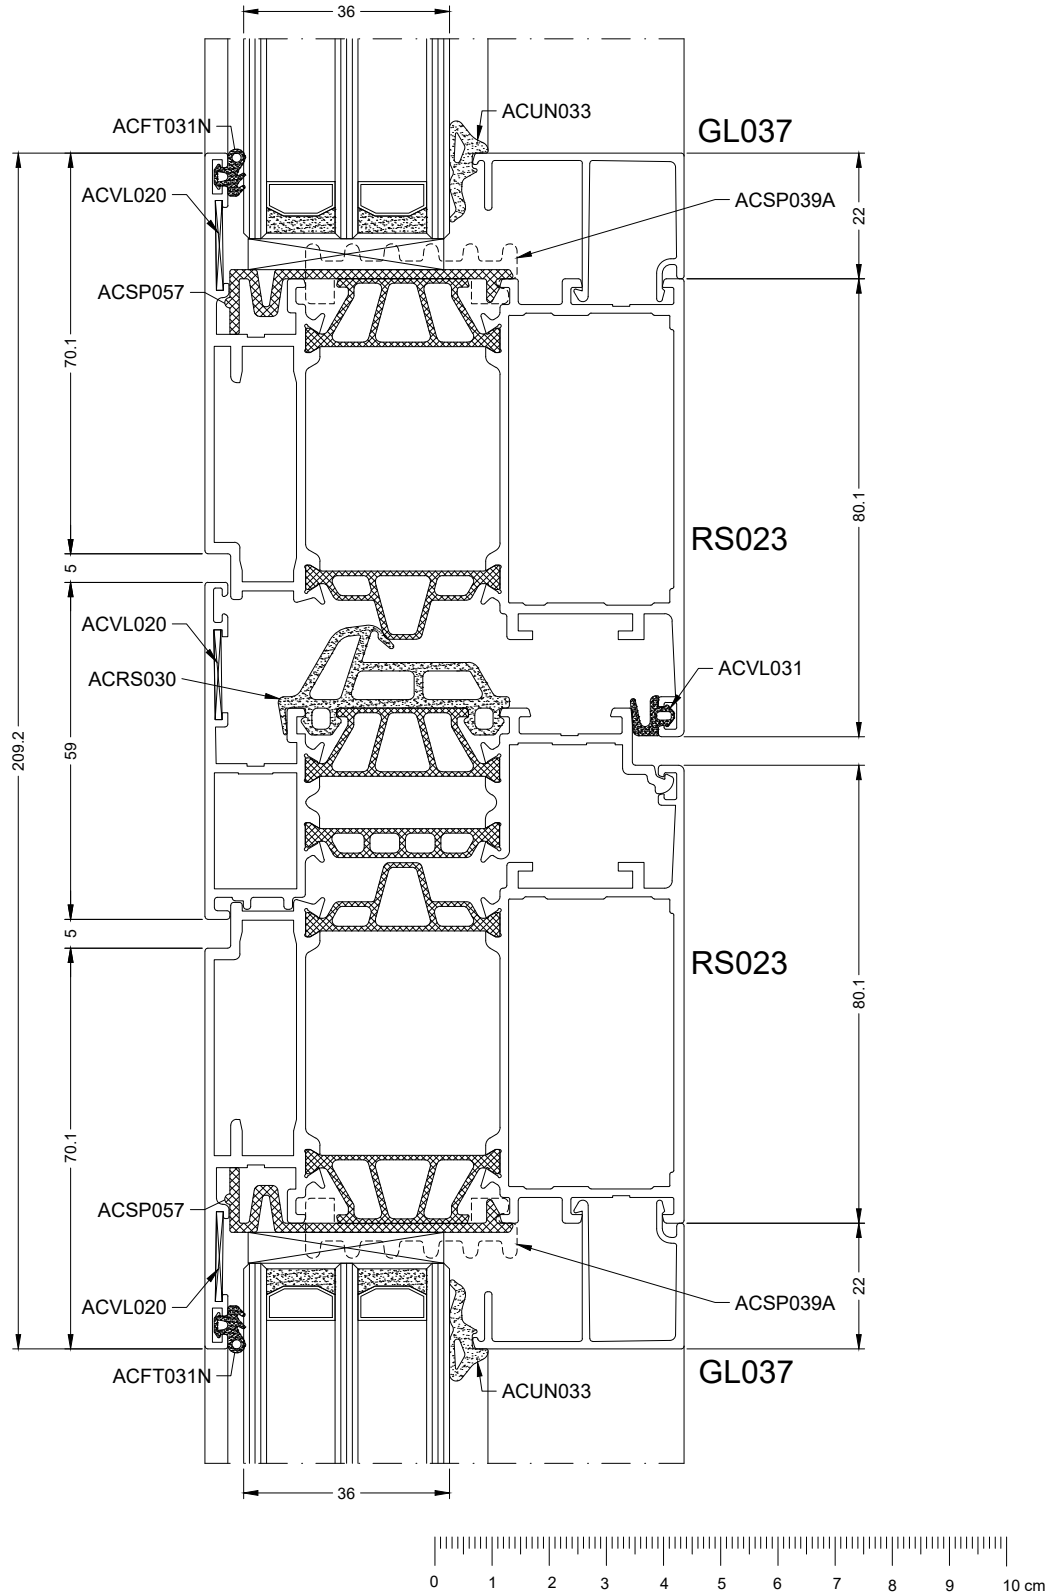 36
ACUN033
ACFT031N
GL037
ACVL020
ACSP039A
22
ACSP057
70.1
80.1
RS023
5
ACVL020
ACRS030
ACVL031
209.2
59
5
RS023
80.1
70.1
ACSP057
ACVL020
ACSP039A
22
ACFT031N
GL037
ACUN033
36
0 1 2 3 4 5 6 7 8 9 10 cm